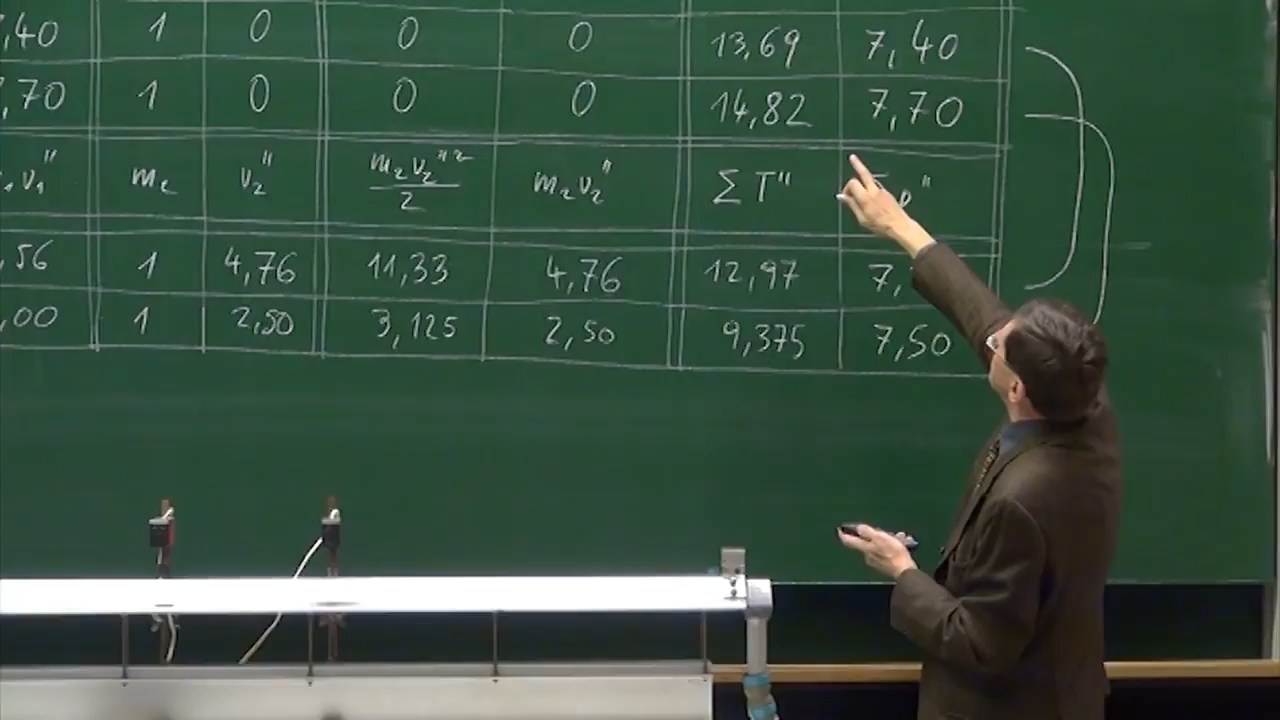 ,40 1 0 0 0 13,69 7,40
,70 1 0 0 0 14,82 7,70
v₁" m₂ v₂" m₂v₂"²/2 m₂v₂" ΣT" p"
,56 1 4,76 11,33 4,76 12,97 7,
,00 1 2,50 3,125 2,50 9,375 7,50